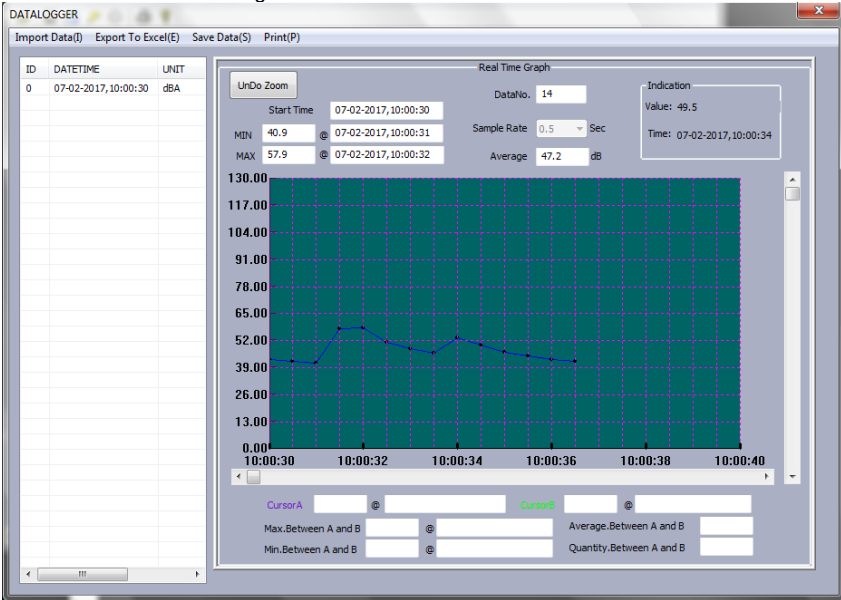 DATALOGGER
Import Data(I) Export To Excel(E) Save Data(S) Print(P)
ID DATETIME UNIT
0 07-02-2017,10:00:30 dBA
Real Time Graph
UnDo Zoom
DataNo. 14
Start Time 07-02-2017,10:00:30
MIN 40.9 @ 07-02-2017,10:00:31
Sample Rate 0.5 Sec
MAX 57.9 @ 07-02-2017,10:00:32
Average 47.2 dB
Indication
Value: 49.5
Time: 07-02-2017,10:00:34
130.00
117.00
104.00
91.00
78.00
65.00
52.00
39.00
26.00
13.00
0.00
10:00:30 10:00:32 10:00:34 10:00:36 10:00:38 10:00:40
CursorA @ CursorB @
Max.Between A and B @ Average.Between A and B
Min.Between A and B @ Quantity.Between A and B